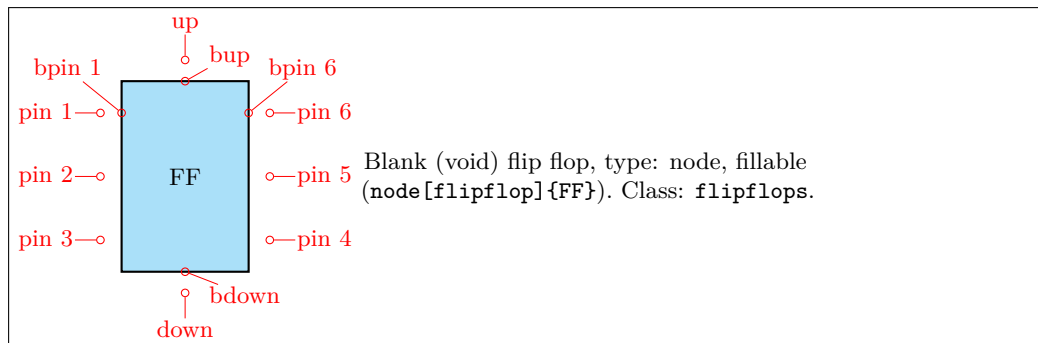 up
bup
bpin 1
bpin 6
pin 1
pin 6
pin 2
FF
pin 5
pin 3
pin 4
bdown
down
Blank (void) flip flop, type: node, fillable
(node[flipflop]{FF}). Class: flipflops.